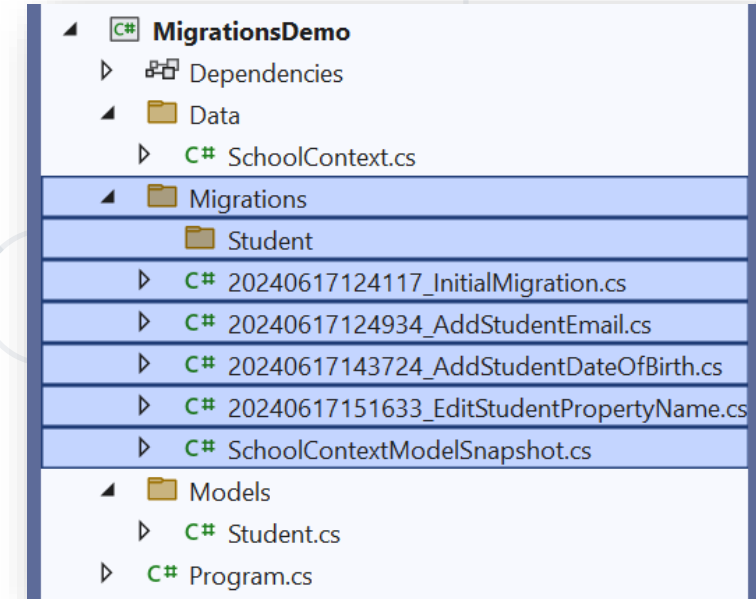 C# MigrationsDemo
Dependencies
Data
C# SchoolContext.cs
Migrations
Student
C# 20240617124117_InitialMigration.cs
C# 20240617124934_AddStudentEmail.cs
C# 20240617143724_AddStudentDateOfBirth.cs
C# 20240617151633_EditStudentPropertyName.cs
C# SchoolContextModelSnapshot.cs
Models
C# Student.cs
C# Program.cs